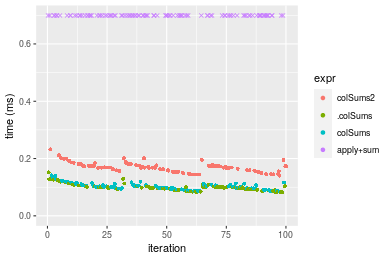 time (ms)
0.6
0.4
0.2
0.0
0
25
50
75
100
iteration
expr
colSums2
.colSums
colSums
apply+sum